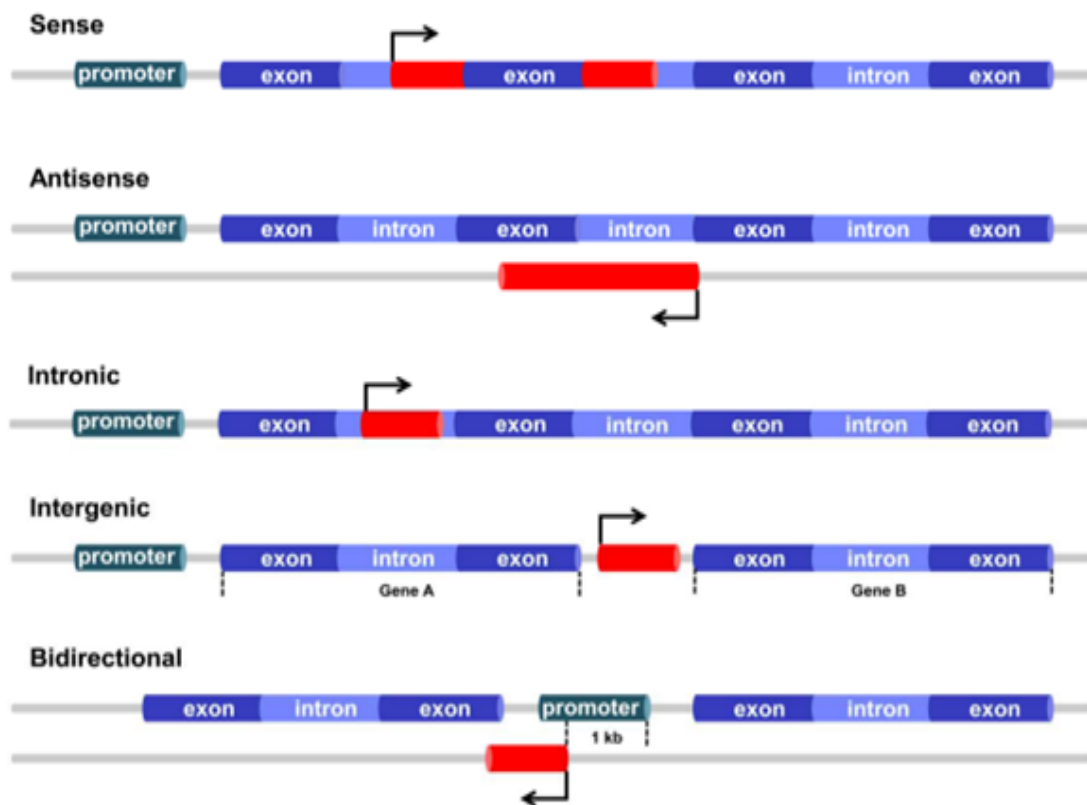 Sense
promoter exon exon exon intron exon
Antisense
promoter exon intron exon intron exon intron exon
Intronic
promoter exon exon intron exon intron exon
Intergenic
promoter exon intron exon exon intron exon
Gene A Gene B
Bidirectional
exon intron exon promoter exon intron exon
1 kb